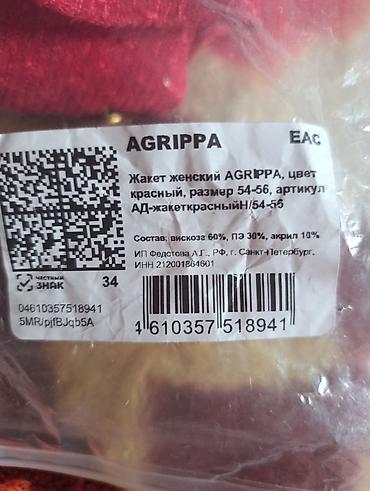 AGRIPPA EAC
Жакет женский AGRIPPA, цвет
красный, размер 54-56, артикул
АД-жакеткрасныйН/54-56
Состав: вискоза 60%, ПЭ 30%, акрил 10%
ИП Федотова А.Г., РФ, г. Санкт-Петербург,
ИНН 212001864601
ЧЕСТНЫЙ
ЗНАК
34
04610357518941
5MR/pjfBJqb5A
4 610357 518941